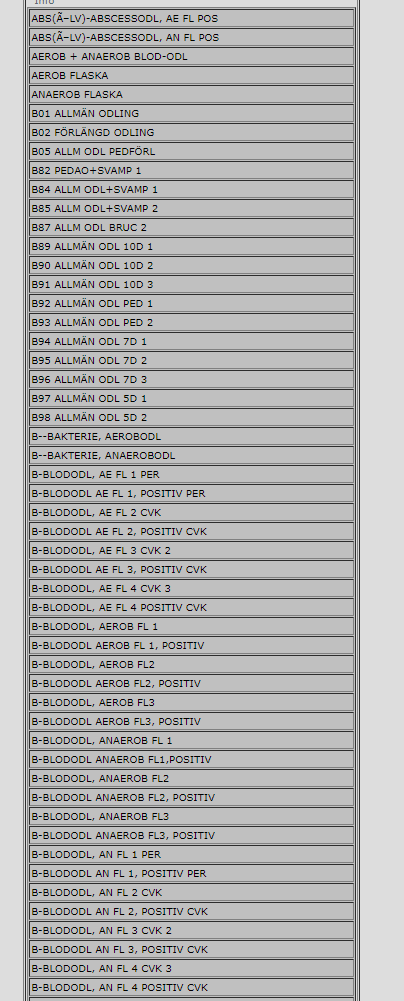 Info
ABS(Ã–LV)-ABSCESSODL, AE FL POS
ABS(Ã–LV)-ABSCESSODL, AN FL POS
AEROB + ANAEROB BLOD-ODL
AEROB FLASKA
ANAEROB FLASKA
B01 ALLMÄN ODLING
B02 FÖRLÄNGD ODLING
B05 ALLM ODL PEDFÖRL
B82 PEDAO+SVAMP 1
B84 ALLM ODL+SVAMP 1
B85 ALLM ODL+SVAMP 2
B87 ALLM ODL BRUC 2
B89 ALLMÄN ODL 10D 1
B90 ALLMÄN ODL 10D 2
B91 ALLMÄN ODL 10D 3
B92 ALLMÄN ODL PED 1
B93 ALLMÄN ODL PED 2
B94 ALLMÄN ODL 7D 1
B95 ALLMÄN ODL 7D 2
B96 ALLMÄN ODL 7D 3
B97 ALLMÄN ODL 5D 1
B98 ALLMÄN ODL 5D 2
B--BAKTERIE, AEROBODL
B--BAKTERIE, ANAEROBODL
B-BLODODL, AE FL 1 PER
B-BLODODL AE FL 1, POSITIV PER
B-BLODODL, AE FL 2 CVK
B-BLODODL AE FL 2, POSITIV CVK
B-BLODODL, AE FL 3 CVK 2
B-BLODODL AE FL 3, POSITIV CVK
B-BLODODL, AE FL 4 CVK 3
B-BLODODL, AE FL 4 POSITIV CVK
B-BLODODL, AEROB FL 1
B-BLODODL AEROB FL 1, POSITIV
B-BLODODL, AEROB FL2
B-BLODODL AEROB FL2, POSITIV
B-BLODODL, AEROB FL3
B-BLODODL AEROB FL3, POSITIV
B-BLODODL, ANAEROB FL 1
B-BLODODL ANAEROB FL1,POSITIV
B-BLODODL, ANAEROB FL2
B-BLODODL ANAEROB FL2, POSITIV
B-BLODODL, ANAEROB FL3
B-BLODODL ANAEROB FL3, POSITIV
B-BLODODL, AN FL 1 PER
B-BLODODL AN FL 1, POSITIV PER
B-BLODODL, AN FL 2 CVK
B-BLODODL AN FL 2, POSITIV CVK
B-BLODODL, AN FL 3 CVK 2
B-BLODODL AN FL 3, POSITIV CVK
B-BLODODL, AN FL 4 CVK 3
B-BLODODL AN FL 4 POSITIV CVK